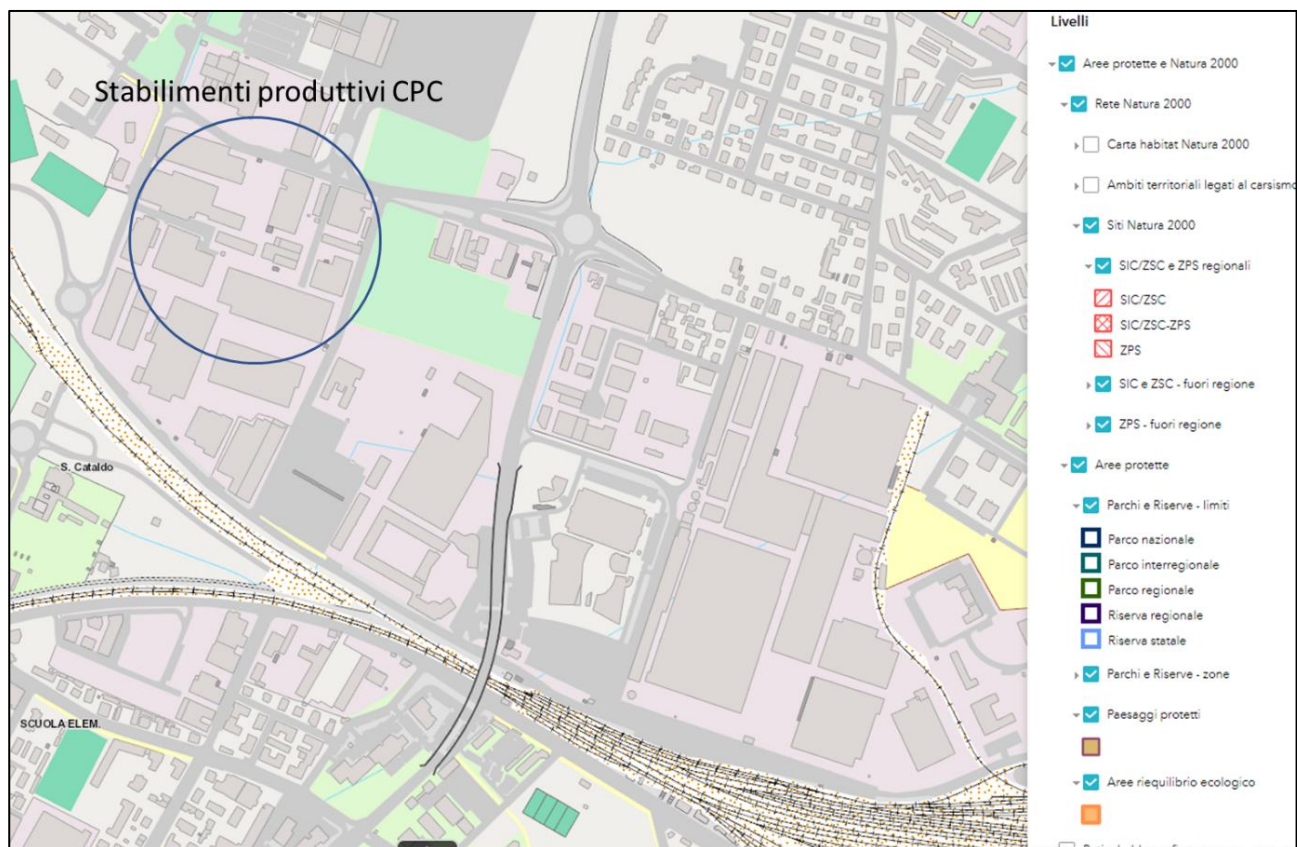 Stabilimenti produttivi CPC
S. Cataldo
SCUOLA ELEM.
Livelli
Aree protette e Natura 2000
Rete Natura 2000
Carta habitat Natura 2000
Ambiti territoriali legati al carsismo
Siti Natura 2000
SIC/ZSC e ZPS regionali
SIC/ZSC
SIC/ZSC-ZPS
ZPS
SIC e ZSC - fuori regione
ZPS - fuori regione
Aree protette
Parchi e Riserve - limiti
Parco nazionale
Parco interregionale
Parco regionale
Riserva regionale
Riserva statale
Parchi e Riserve - zone
Paesaggi protetti
Aree riequilibrio ecologico